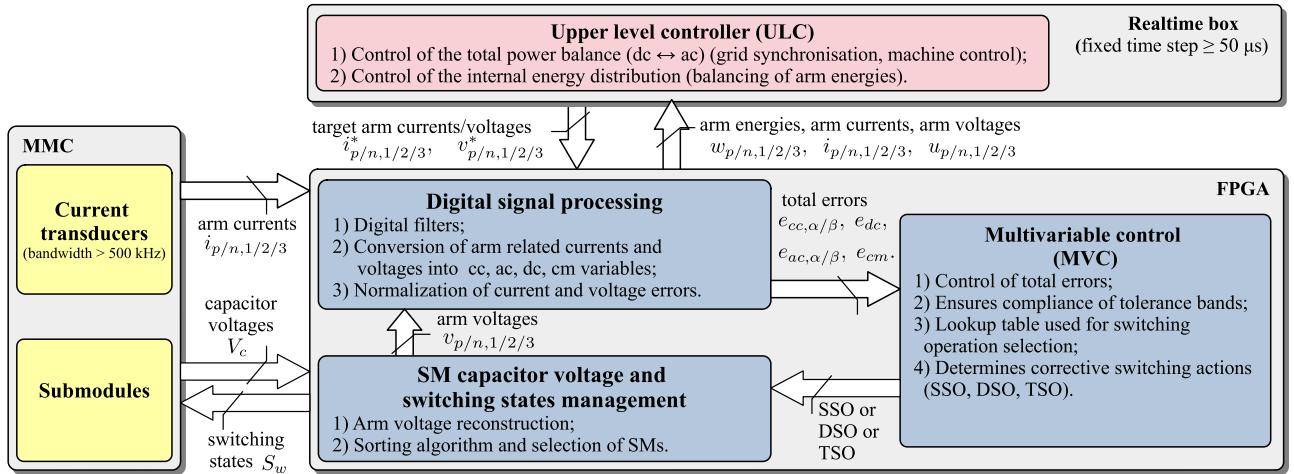 Upper level controller (ULC)
1) Control of the total power balance (dc ↔ ac) (grid synchronisation, machine control);
2) Control of the internal energy distribution (balancing of arm energies).
Realtime box
(fixed time step ≥ 50 μs)
target arm currents/voltages
i*p/n,1/2/3, v*p/n,1/2/3
arm energies, arm currents, arm voltages
wp/n,1/2/3, ip/n,1/2/3, up/n,1/2/3
MMC
Current
transducers
(bandwidth > 500 kHz)
arm currents
ip/n,1/2/3
FPGA
Digital signal processing
1) Digital filters;
2) Conversion of arm related currents and
voltages into cc, ac, dc, cm variables;
3) Normalization of current and voltage errors.
total errors
ecc,α/β, edc,
eac,α/β, ecm.
Multivariable control
(MVC)
1) Control of total errors;
2) Ensures compliance of tolerance bands;
3) Lookup table used for switching
operation selection;
4) Determines corrective switching actions
(SSO, DSO, TSO).
capacitor
voltages
Vc
arm voltages
vp/n,1/2/3
Submodules
SM capacitor voltage and
switching states management
1) Arm voltage reconstruction;
2) Sorting algorithm and selection of SMs.
SSO or
DSO or
TSO
switching
states Sw